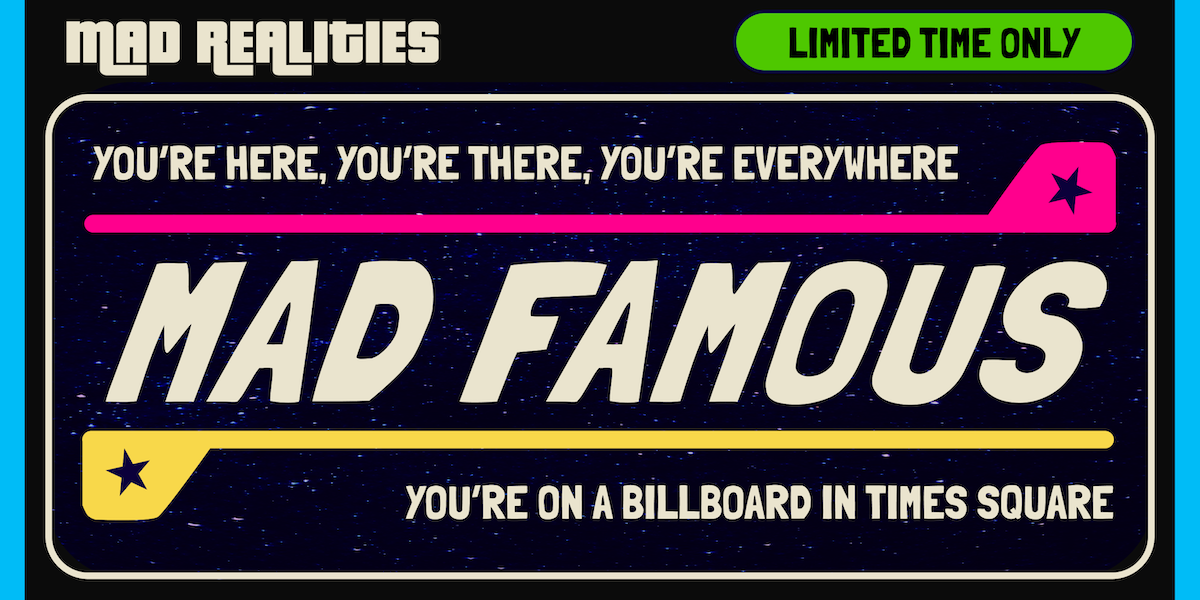 MAD REALITIES
LIMITED TIME ONLY
YOU'RE HERE, YOU'RE THERE, YOU'RE EVERYWHERE
MAD FAMOUS
YOU'RE ON A BILLBOARD IN TIMES SQUARE